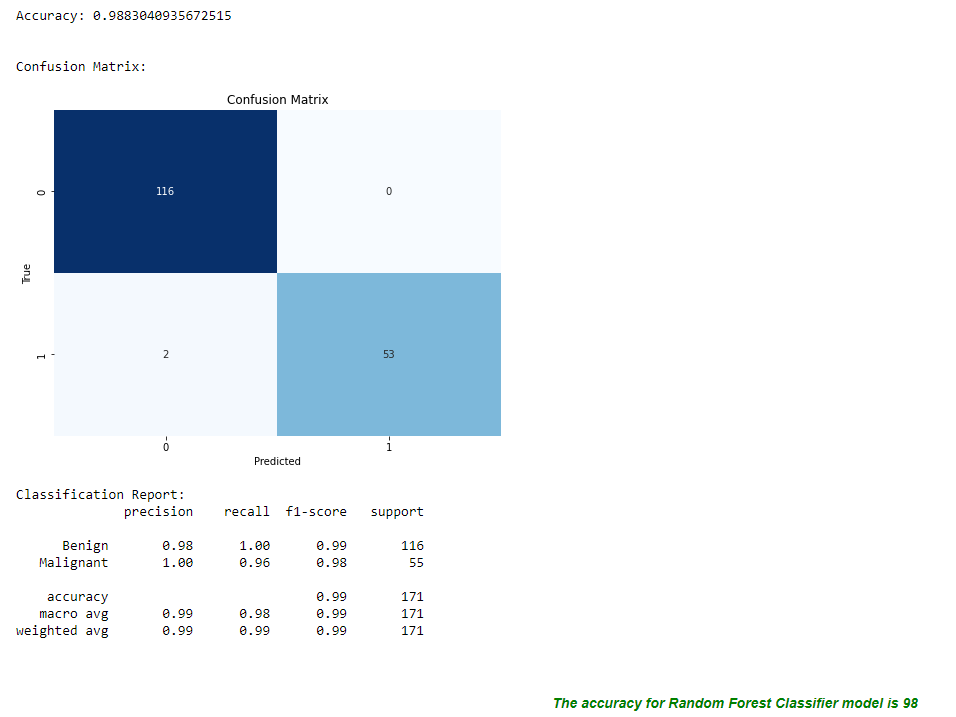 Accuracy: 0.9883040935672515
Confusion Matrix:
Confusion Matrix
0
116
0
True
1
2
53
0
1
Predicted
Classification Report:
precision recall f1-score support
Benign 0.98 1.00 0.99 116
Malignant 1.00 0.96 0.98 55
accuracy 0.99 171
macro avg 0.99 0.98 0.99 171
weighted avg 0.99 0.99 0.99 171
The accuracy for Random Forest Classifier model is 98